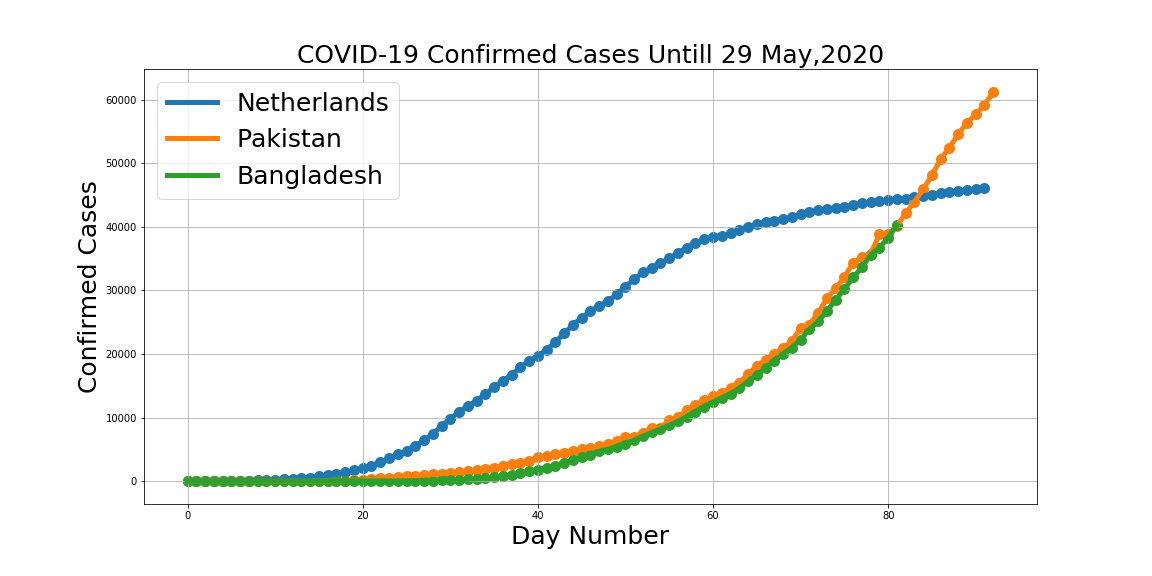 COVID-19 Confirmed Cases Untill 29 May,2020
Netherlands
Pakistan
Bangladesh
60000
50000
40000
30000
20000
10000
0
Confirmed Cases
0 20 40 60 80
Day Number